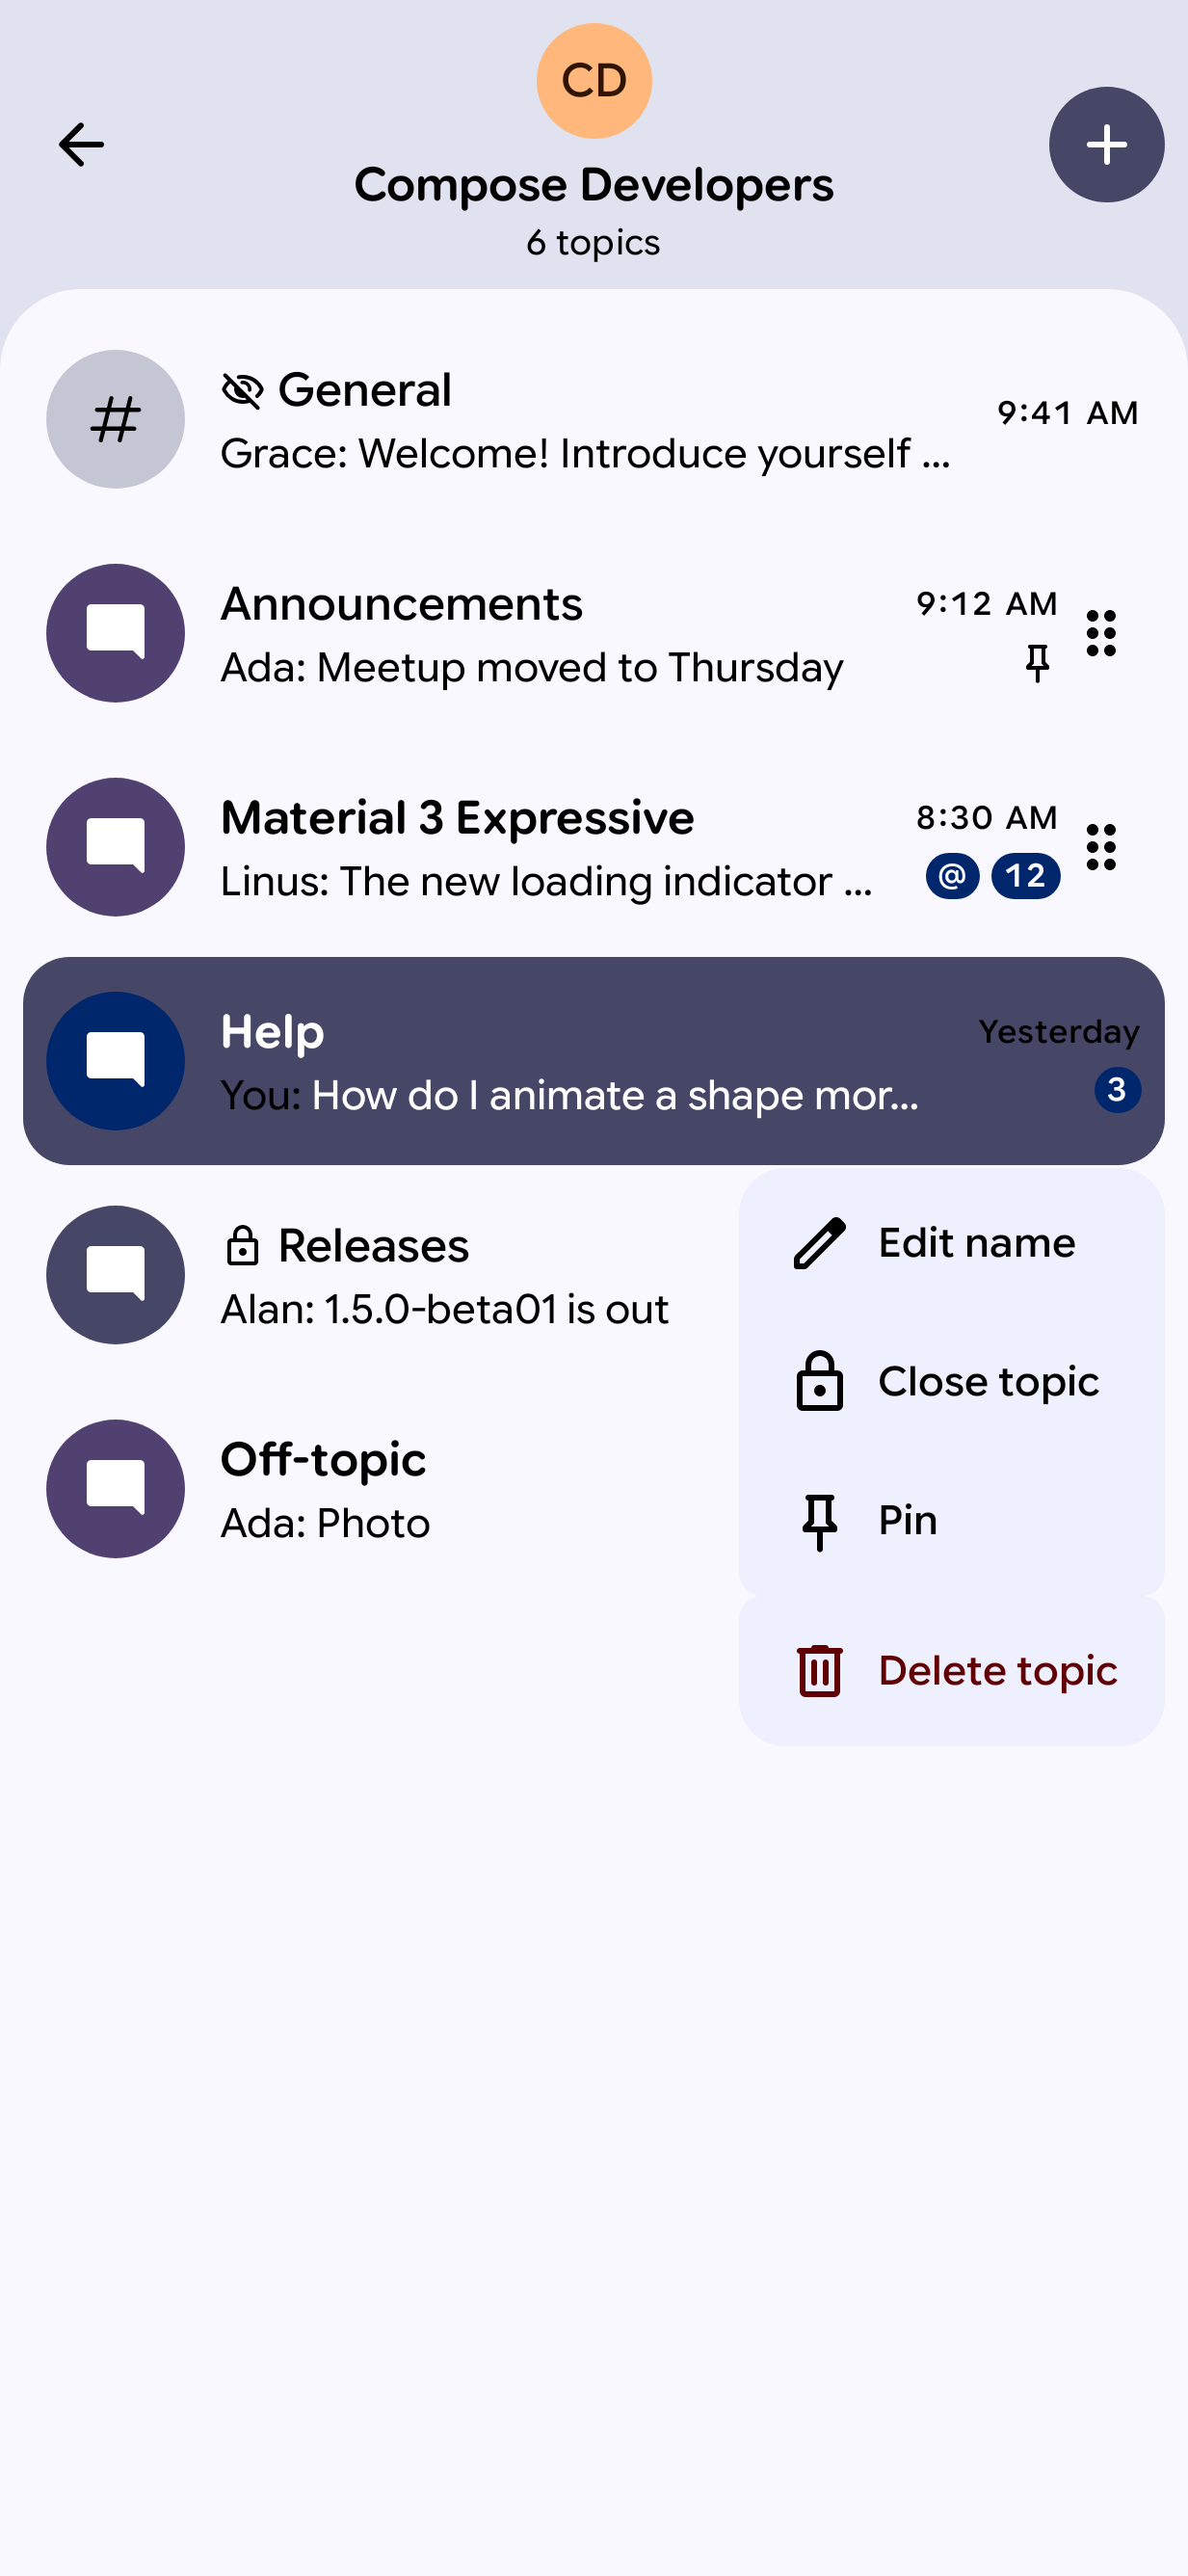 CD
Compose Developers
6 topics
#
General
9:41 AM
Grace: Welcome! Introduce yourself ...
Announcements
9:12 AM
Ada: Meetup moved to Thursday
Material 3 Expressive
8:30 AM
Linus: The new loading indicator ...
@ 12
Help
Yesterday
You: How do I animate a shape mor...
3
Releases
Alan: 1.5.0-beta01 is out
Off-topic
Ada: Photo
Edit name
Close topic
Pin
Delete topic